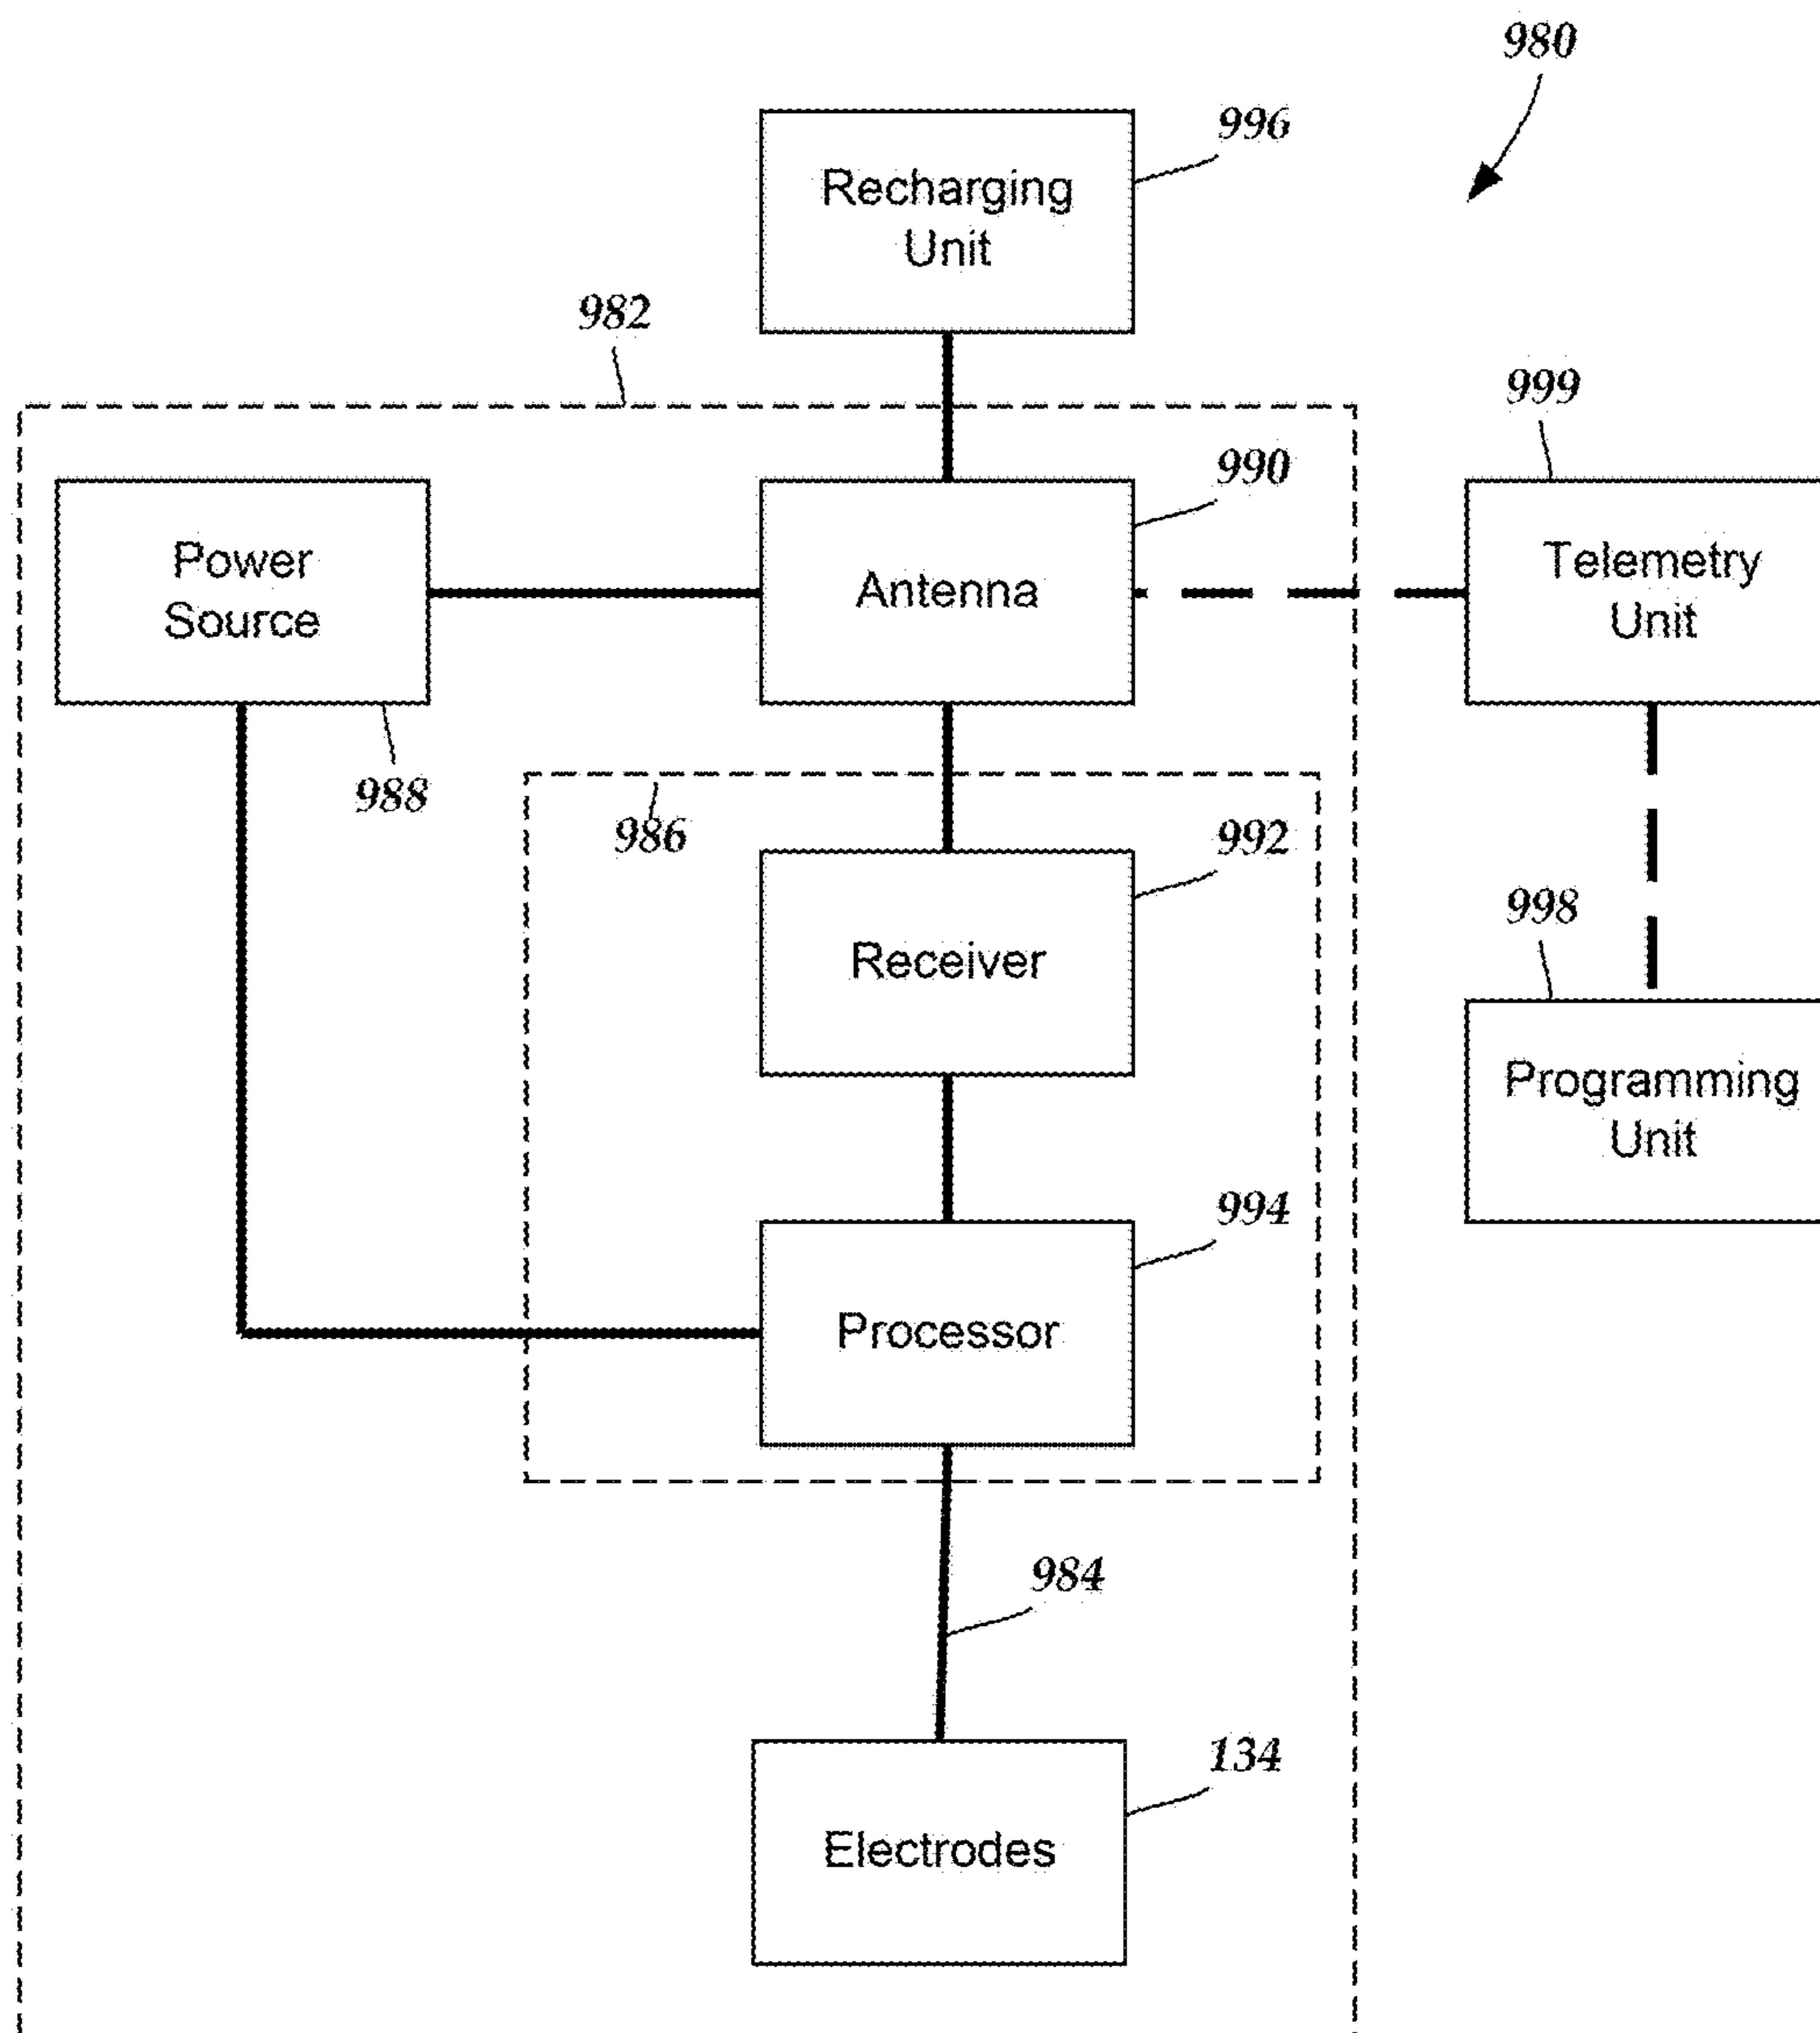 980
996
Recharging
Unit
982
999
990
Power
Source
Antenna
Telemetry
Unit
988
986
992
998
Receiver
Programming
Unit
994
Processor
984
134
Electrodes